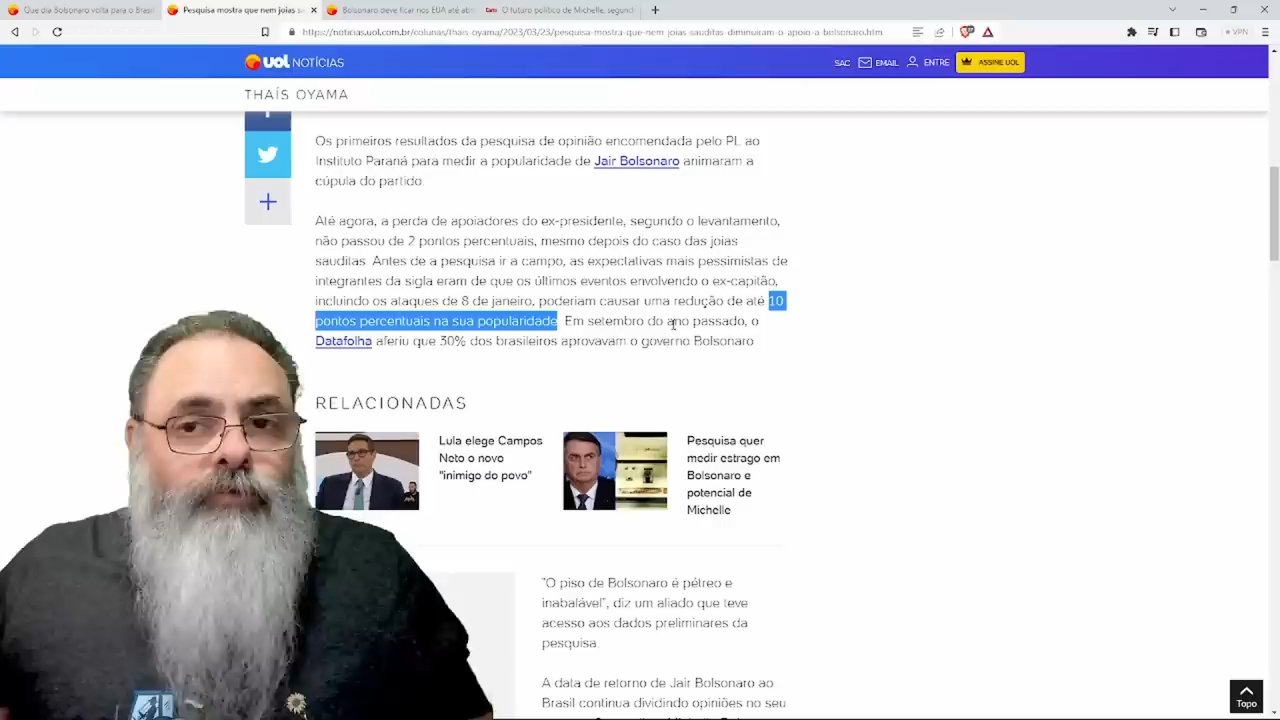 Que dia Bolsonaro volta para o Brasil
Pesquisa mostra que nem joias sa
Bolsonaro deve ficar nos EUA até abr
O futuro político de Michelle, segund
https://noticias.uol.com.br/colunas/thais-oyama/2023/03/23/pesquisa-mostra-que-nem-joias-sauditas-diminuiram-o-apoio-a-bolsonaro.htm
VPN
UOL NOTÍCIAS
SAC
EMAIL
ENTRE
ASSINE UOL
THAÍS OYAMA
Os primeiros resultados da pesquisa de opinião encomendada pelo PL ao
Instituto Paraná para medir a popularidade de Jair Bolsonaro animaram a
cúpula do partido.
Até agora, a perda de apoiadores do ex-presidente, segundo o levantamento,
não passou de 2 pontos percentuais, mesmo depois do caso das joias
sauditas. Antes de a pesquisa ir a campo, as expectativas mais pessimistas de
integrantes da sigla eram de que os últimos eventos envolvendo o ex-capitão,
incluindo os ataques de 8 de janeiro, poderiam causar uma redução de até 10
pontos percentuais na sua popularidade. Em setembro do ano passado, o
Datafolha aferiu que 30% dos brasileiros aprovavam o governo Bolsonaro
RELACIONADAS
Lula elege Campos
Neto o novo
"inimigo do povo"
Pesquisa quer
medir estrago em
Bolsonaro e
potencial de
Michelle
"O piso de Bolsonaro é pétreo e
inabalável", diz um aliado que teve
acesso aos dados preliminares da
pesquisa.
A data de retorno de Jair Bolsonaro ao
Brasil continua dividindo opiniões no seu
Topo